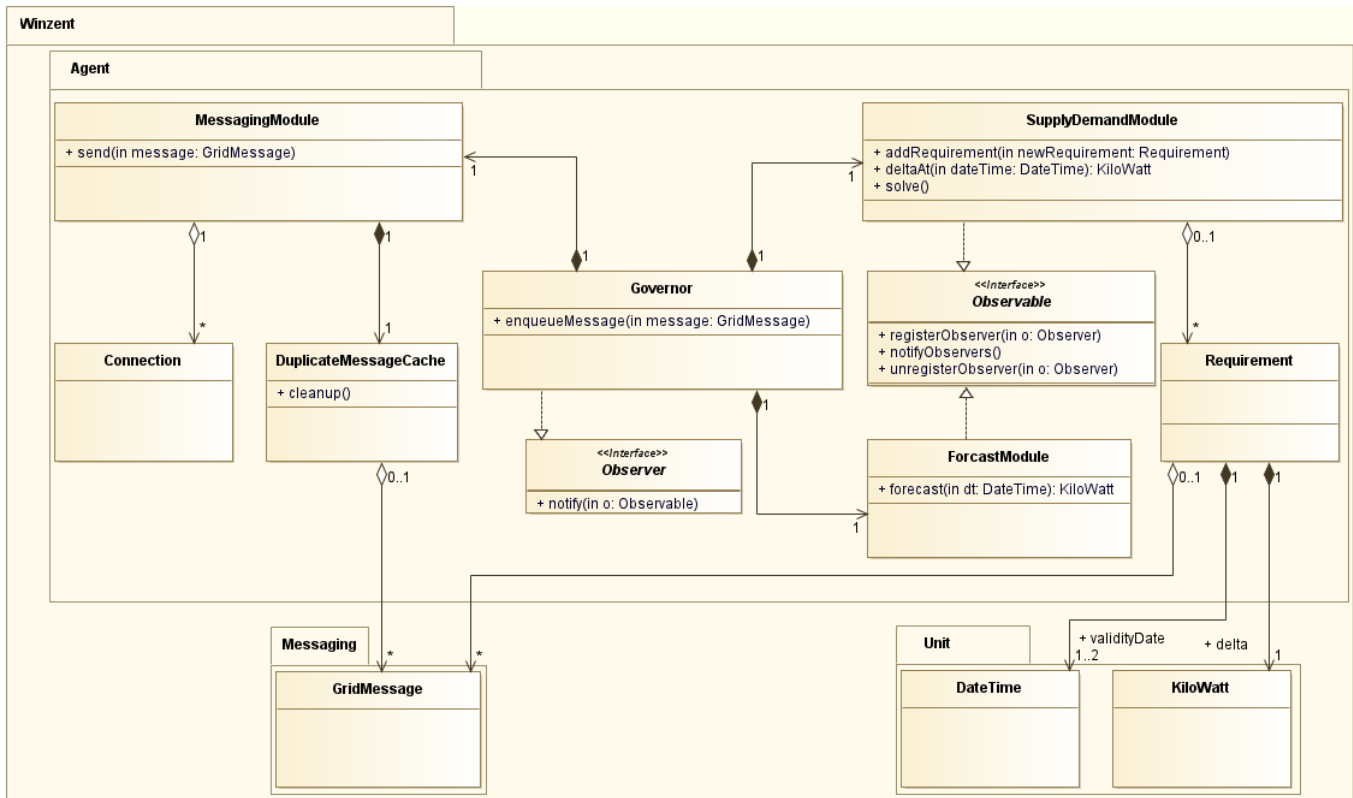 Winzent
Agent
MessagingModule
+ send(in message: GridMessage)
SupplyDemandModule
+ addRequirement(in newRequirement: Requirement)
+ deltaAt(in dateTime: DateTime): KiloWatt
+ solve()
1
1
1
1
0..1
1
1
Governor
+ enqueueMessage(in message: GridMessage)
<<Interface>>
Observable
+ registerObserver(in o: Observer)
+ notifyObservers()
+ unregisterObserver(in o: Observer)
*
1
*
Connection
DuplicateMessageCache
+ cleanup()
Requirement
1
<<Interface>>
Observer
+ notify(in o: Observable)
ForcastModule
+ forecast(in dt: DateTime): KiloWatt
0..1
0..1
1
1
1
Messaging
*
*
GridMessage
Unit
+ validityDate
1..2
+ delta
1
DateTime
KiloWatt